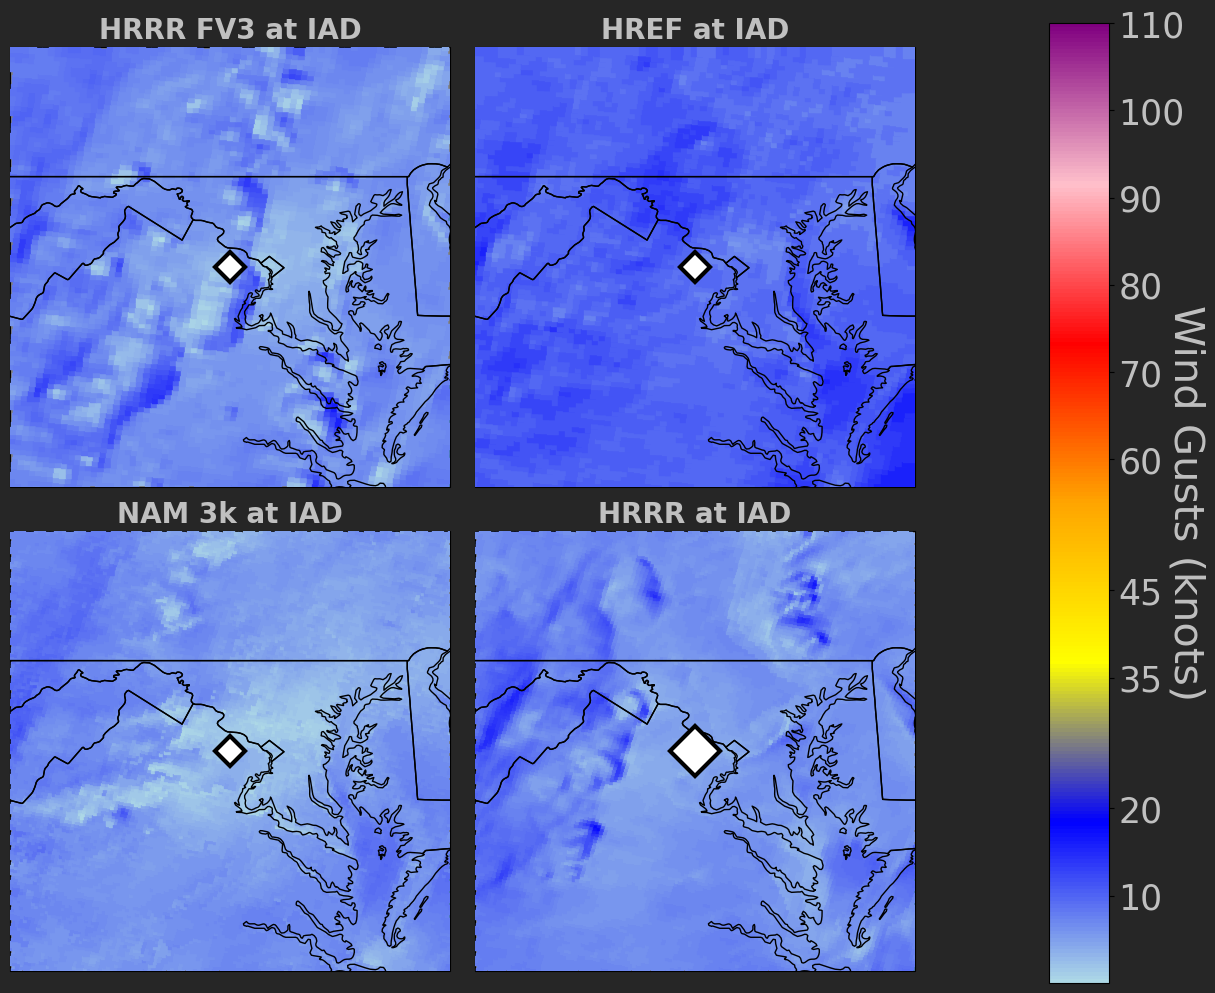 HRRR FV3 at IAD
HREF at IAD
NAM 3k at IAD
HRRR at IAD
110
100
90
80
70
60
45
35
20
10
Wind Gusts (knots)